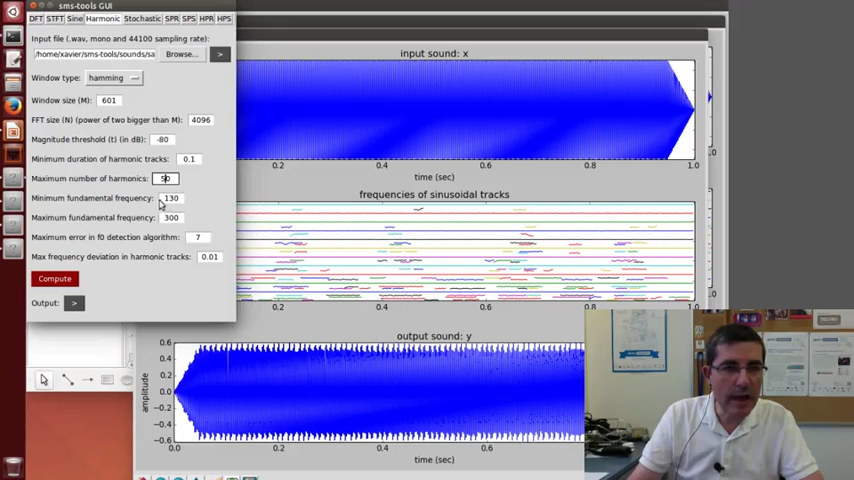 sms-tools GUI
DFT STFT Sine Harmonic Stochastic SPR SPS HPR HPS
Input file (.wav, mono and 44100 sampling rate):
/home/xavier/sms-tools/sounds/sa Browse... >
Window type: hamming
Window size (M): 601
FFT size (N) (power of two bigger than M): 4096
Magnitude threshold (t) (in dB): -80
Minimum duration of harmonic tracks: 0.1
Maximum number of harmonics: 50
Minimum fundamental frequency: 130
Maximum fundamental frequency: 300
Maximum error in f0 detection algorithm: 7
Max frequency deviation in harmonic tracks: 0.01
Compute
Output: >
input sound: x
0.2 0.4 0.6 0.8 1.0
time (sec)
frequencies of sinusoidal tracks
0.2 0.4 0.6 0.8 1.0
output sound: y
amplitude
0.6
0.4
0.2
0.0
−0.2
−0.4
−0.6
0.0 0.2 0.4 0.6
time (sec)